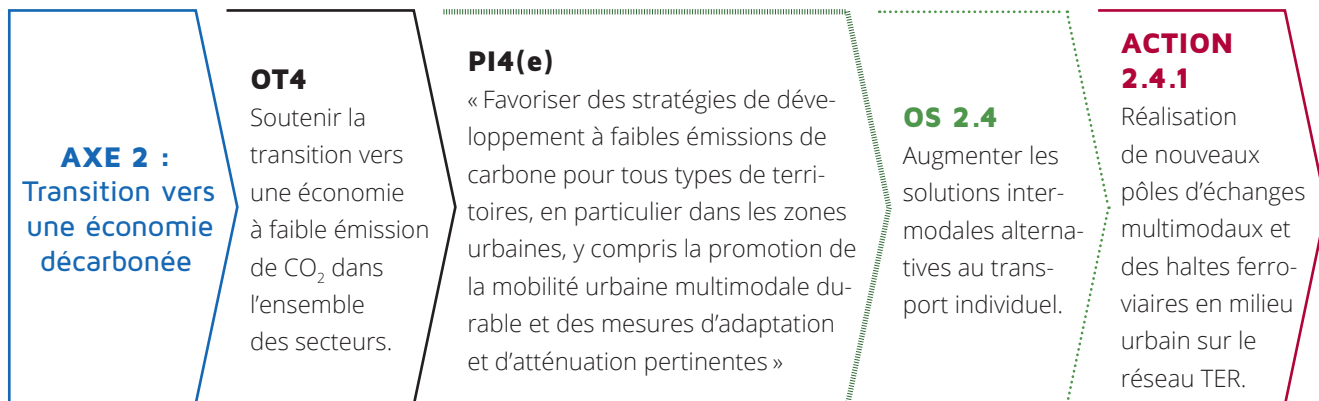 AXE 2 :
Transition vers
une économie
décarbonée
OT4
Soutenir la
transition vers
une économie
à faible émission
de CO₂ dans
l’ensemble
des secteurs.
PI4(e)
« Favoriser des stratégies de déve-
loppement à faibles émissions de
carbone pour tous types de terri-
toires, en particulier dans les zones
urbaines, y compris la promotion de
la mobilité urbaine multimodale du-
rable et des mesures d’adaptation
et d’atténuation pertinentes »
OS 2.4
Augmenter les
solutions inter-
modales alterna-
tives au trans-
port individuel.
ACTION
2.4.1
Réalisation
de nouveaux
pôles d’échanges
multimodaux et
des haltes ferro-
viaires en milieu
urbain sur le
réseau TER.